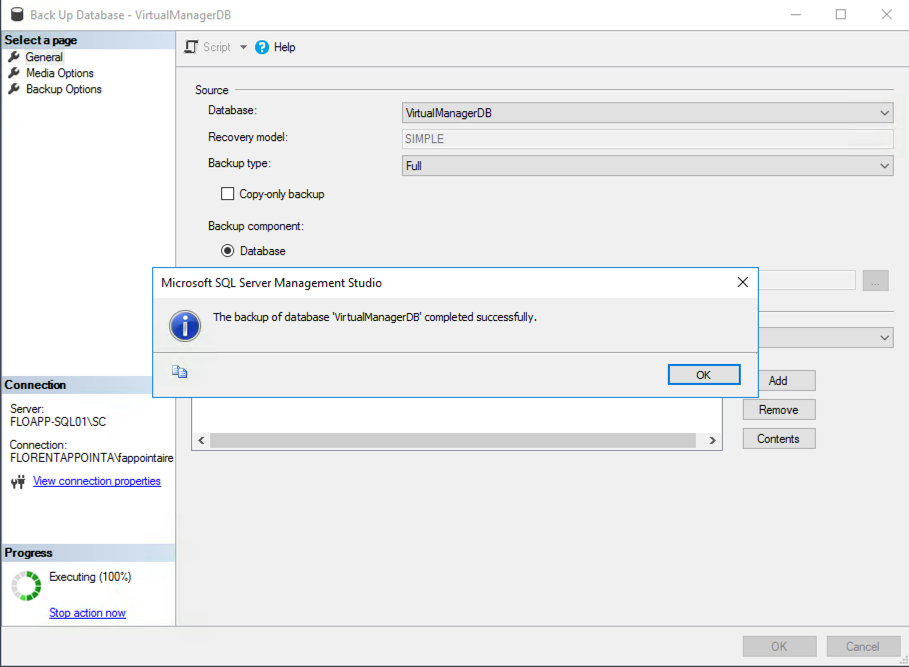 Back Up Database - VirtualManagerDB
Select a page
General
Media Options
Backup Options
Script
Help
Source
Database:
VirtualManagerDB
Recovery model:
SIMPLE
Backup type:
Full
Copy-only backup
Backup component:
Database
...
Microsoft SQL Server Management Studio
The backup of database 'VirtualManagerDB' completed successfully.
OK
Add
Remove
Contents
Connection
Server:
FLOAPP-SQL01\SC
Connection:
FLORENTAPPOINTA\fappointaire
View connection properties
Progress
Executing (100%)
Stop action now
OK
Cancel